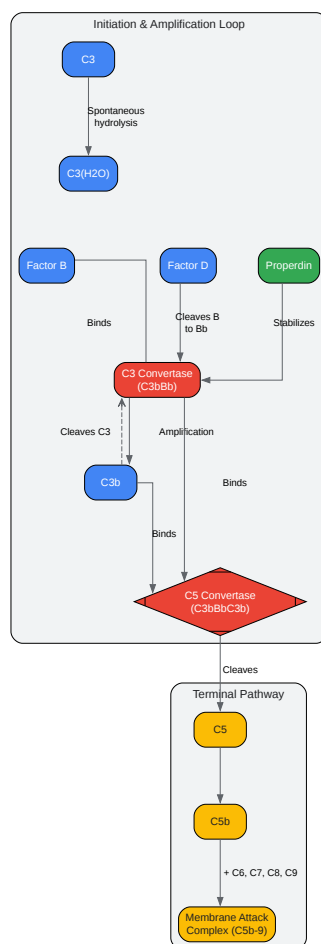 Initiation & Amplification Loop
C3
Spontaneous
hydrolysis
C3(H2O)
Factor B
Factor D
Properdin
Binds
Cleaves B
to Bb
Stabilizes
C3 Convertase
(C3bBb)
Cleaves C3
Amplification
C3b
Binds
Binds
C5 Convertase
(C3bBbC3b)
Cleaves
Terminal Pathway
C5
C5b
+ C6, C7, C8, C9
Membrane Attack
Complex (C5b-9)